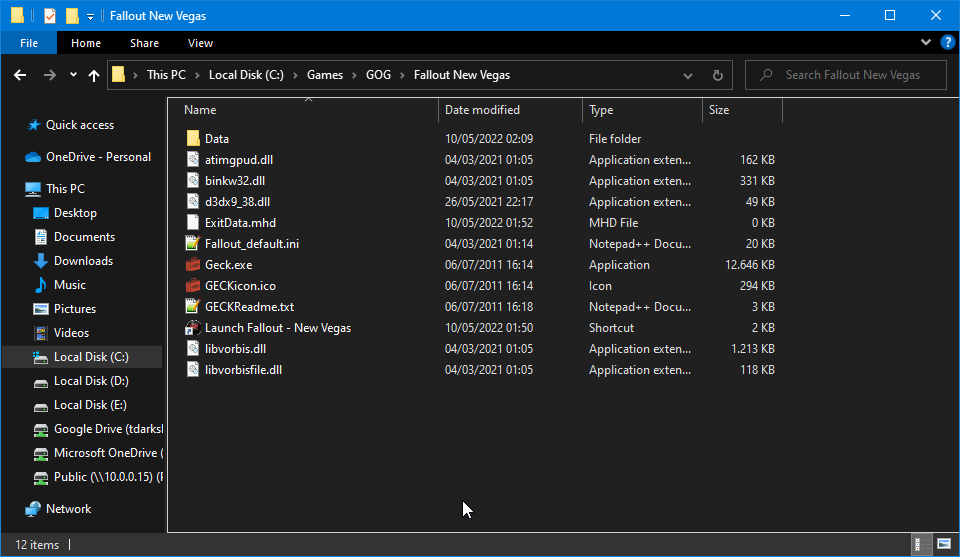 Fallout New Vegas
File Home Share View
This PC Local Disk (C:) Games GOG Fallout New Vegas Search Fallout New Vegas
Name Date modified Type Size
Quick access
OneDrive - Personal
This PC
Desktop
Documents
Downloads
Music
Pictures
Videos
Local Disk (C:)
Local Disk (D:)
Local Disk (E:)
Google Drive (tdarksl
Microsoft OneDrive (
Public (\\10.0.0.15) (F
Network
Data 10/05/2022 02:09 File folder
atimgpud.dll 04/03/2021 01:05 Application exten... 162 KB
binkw32.dll 04/03/2021 01:05 Application exten... 331 KB
d3dx9_38.dll 26/05/2021 22:17 Application exten... 49 KB
ExitData.mhd 10/05/2022 01:52 MHD File 0 KB
Fallout_default.ini 04/03/2021 01:14 Notepad++ Docu... 20 KB
Geck.exe 06/07/2011 16:14 Application 12.646 KB
GECKicon.ico 06/07/2011 16:14 Icon 294 KB
GECKReadme.txt 06/07/2011 16:18 Notepad++ Docu... 3 KB
Launch Fallout - New Vegas 10/05/2022 01:50 Shortcut 2 KB
libvorbis.dll 04/03/2021 01:05 Application exten... 1.213 KB
libvorbisfile.dll 04/03/2021 01:05 Application exten... 118 KB
12 items